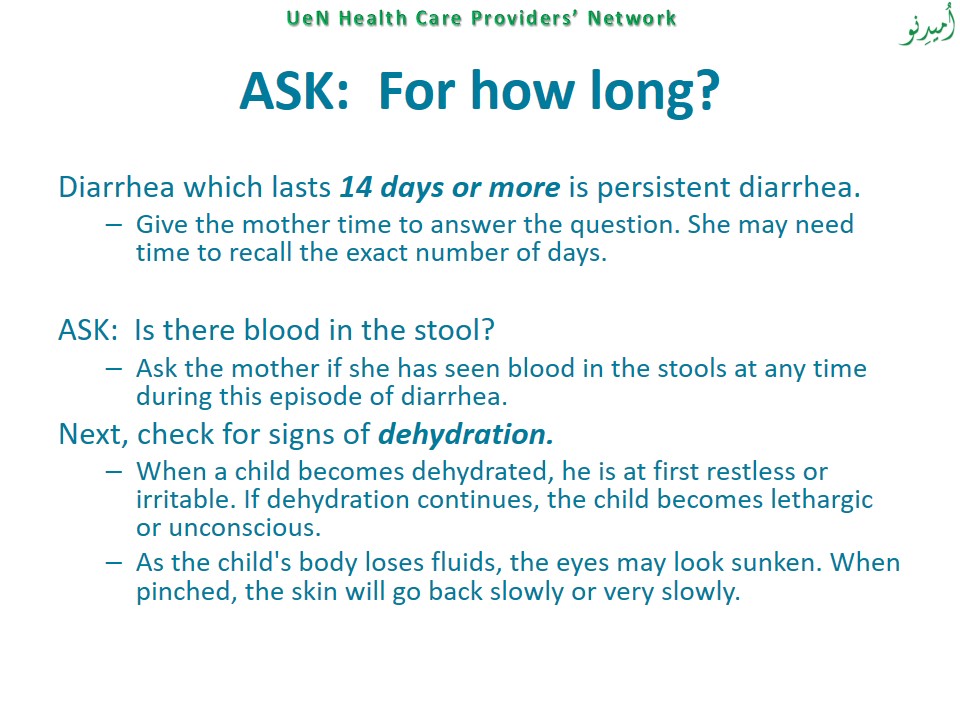 UeN Health Care Providers’ Network
اُمیدِنو
ASK:  For how long?
Diarrhea which lasts 14 days or more is persistent diarrhea.
– Give the mother time to answer the question. She may need
time to recall the exact number of days.
ASK:  Is there blood in the stool?
– Ask the mother if she has seen blood in the stools at any time
during this episode of diarrhea.
Next, check for signs of dehydration.
– When a child becomes dehydrated, he is at first restless or
irritable. If dehydration continues, the child becomes lethargic
or unconscious.
– As the child's body loses fluids, the eyes may look sunken. When
pinched, the skin will go back slowly or very slowly.